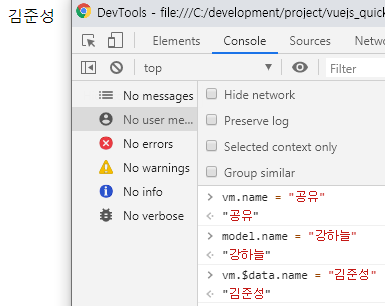 김준성
DevTools - file:///C:/development/project/vuejs_quick
Elements Console Sources Network
top Filter
No messages
No user me...
No errors
No warnings
No info
No verbose
Hide network
Preserve log
Selected context only
Group similar
> vm.name = "공유"
"공유"
> model.name = "강하늘"
"강하늘"
> vm.$data.name = "김준성"
"김준성"